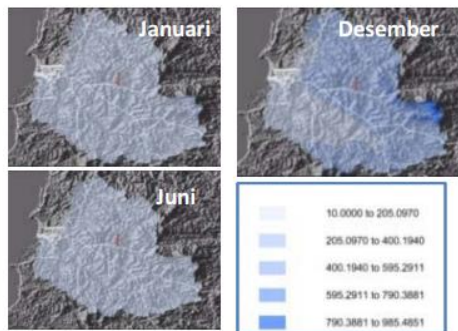 Januari
Desember
Juni
10.0000 to 205.0970
205.0970 to 400.1940
400.1940 to 595.2911
595.2911 to 790.3881
790.3881 to 985.4851